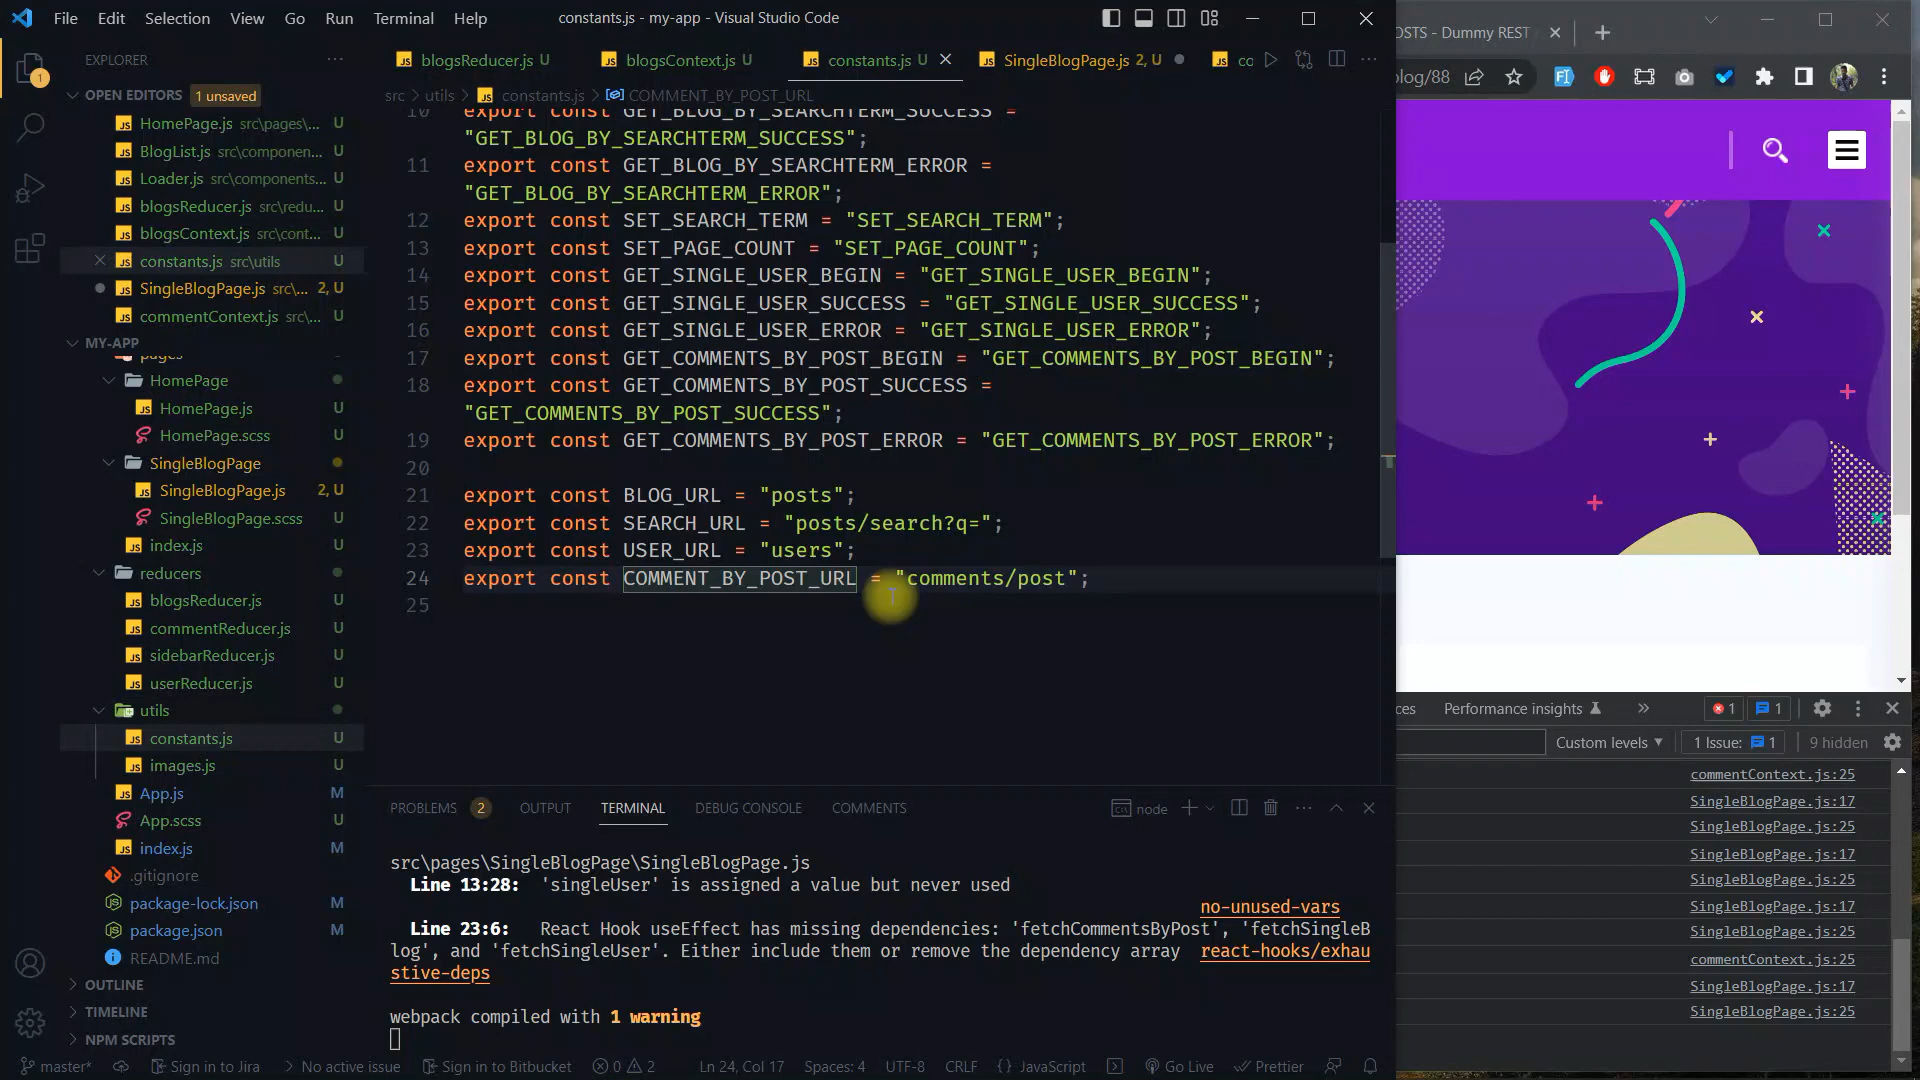 File Edit Selection View Go Run Terminal Help
constants.js - my-app - Visual Studio Code
EXPLORER
OPEN EDITORS 1 unsaved
HomePage.js src\pages\... U
BlogList.js src\componen... U
Loader.js src\components... U
blogsReducer.js src\redu... U
blogsContext.js src\cont... U
constants.js src\utils U
SingleBlogPage.js src\... 2, U
commentContext.js src\... U
MY-APP
pages
HomePage
HomePage.js U
HomePage.scss U
SingleBlogPage
SingleBlogPage.js 2, U
SingleBlogPage.scss U
index.js U
reducers
blogsReducer.js U
commentReducer.js U
sidebarReducer.js U
userReducer.js U
utils
constants.js U
images.js U
App.js M
App.scss U
index.js M
.gitignore
package-lock.json M
package.json M
README.md
OUTLINE
TIMELINE
NPM SCRIPTS
blogsReducer.js U blogsContext.js U constants.js U SingleBlogPage.js 2, U co
src > utils > constants.js > COMMENT_BY_POST_URL
10 export const GET_BLOG_BY_SEARCHTERM_SUCCESS =
"GET_BLOG_BY_SEARCHTERM_SUCCESS";
11 export const GET_BLOG_BY_SEARCHTERM_ERROR =
"GET_BLOG_BY_SEARCHTERM_ERROR";
12 export const SET_SEARCH_TERM = "SET_SEARCH_TERM";
13 export const SET_PAGE_COUNT = "SET_PAGE_COUNT";
14 export const GET_SINGLE_USER_BEGIN = "GET_SINGLE_USER_BEGIN";
15 export const GET_SINGLE_USER_SUCCESS = "GET_SINGLE_USER_SUCCESS";
16 export const GET_SINGLE_USER_ERROR = "GET_SINGLE_USER_ERROR";
17 export const GET_COMMENTS_BY_POST_BEGIN = "GET_COMMENTS_BY_POST_BEGIN";
18 export const GET_COMMENTS_BY_POST_SUCCESS =
"GET_COMMENTS_BY_POST_SUCCESS";
19 export const GET_COMMENTS_BY_POST_ERROR = "GET_COMMENTS_BY_POST_ERROR";
20
21 export const BLOG_URL = "posts";
22 export const SEARCH_URL = "posts/search?q=";
23 export const USER_URL = "users";
24 export const COMMENT_BY_POST_URL = "comments/post";
25
PROBLEMS 2 OUTPUT TERMINAL DEBUG CONSOLE COMMENTS
node
src\pages\SingleBlogPage\SingleBlogPage.js
Line 13:28: 'singleUser' is assigned a value but never used
no-unused-vars
Line 23:6: React Hook useEffect has missing dependencies: 'fetchCommentsByPost', 'fetchSingleB
log', and 'fetchSingleUser'. Either include them or remove the dependency array react-hooks/exhau
stive-deps
webpack compiled with 1 warning
master* Sign in to Jira No active issue Sign in to Bitbucket 0 2 Ln 24, Col 17 Spaces: 4 UTF-8 CRLF JavaScript Go Live Prettier
OSTS - Dummy REST
blog/88
ces Performance insights 1 1
Custom levels 1 Issue: 1 9 hidden
commentContext.js:25
SingleBlogPage.js:17
SingleBlogPage.js:25
SingleBlogPage.js:17
SingleBlogPage.js:25
SingleBlogPage.js:17
SingleBlogPage.js:25
commentContext.js:25
SingleBlogPage.js:17
SingleBlogPage.js:25